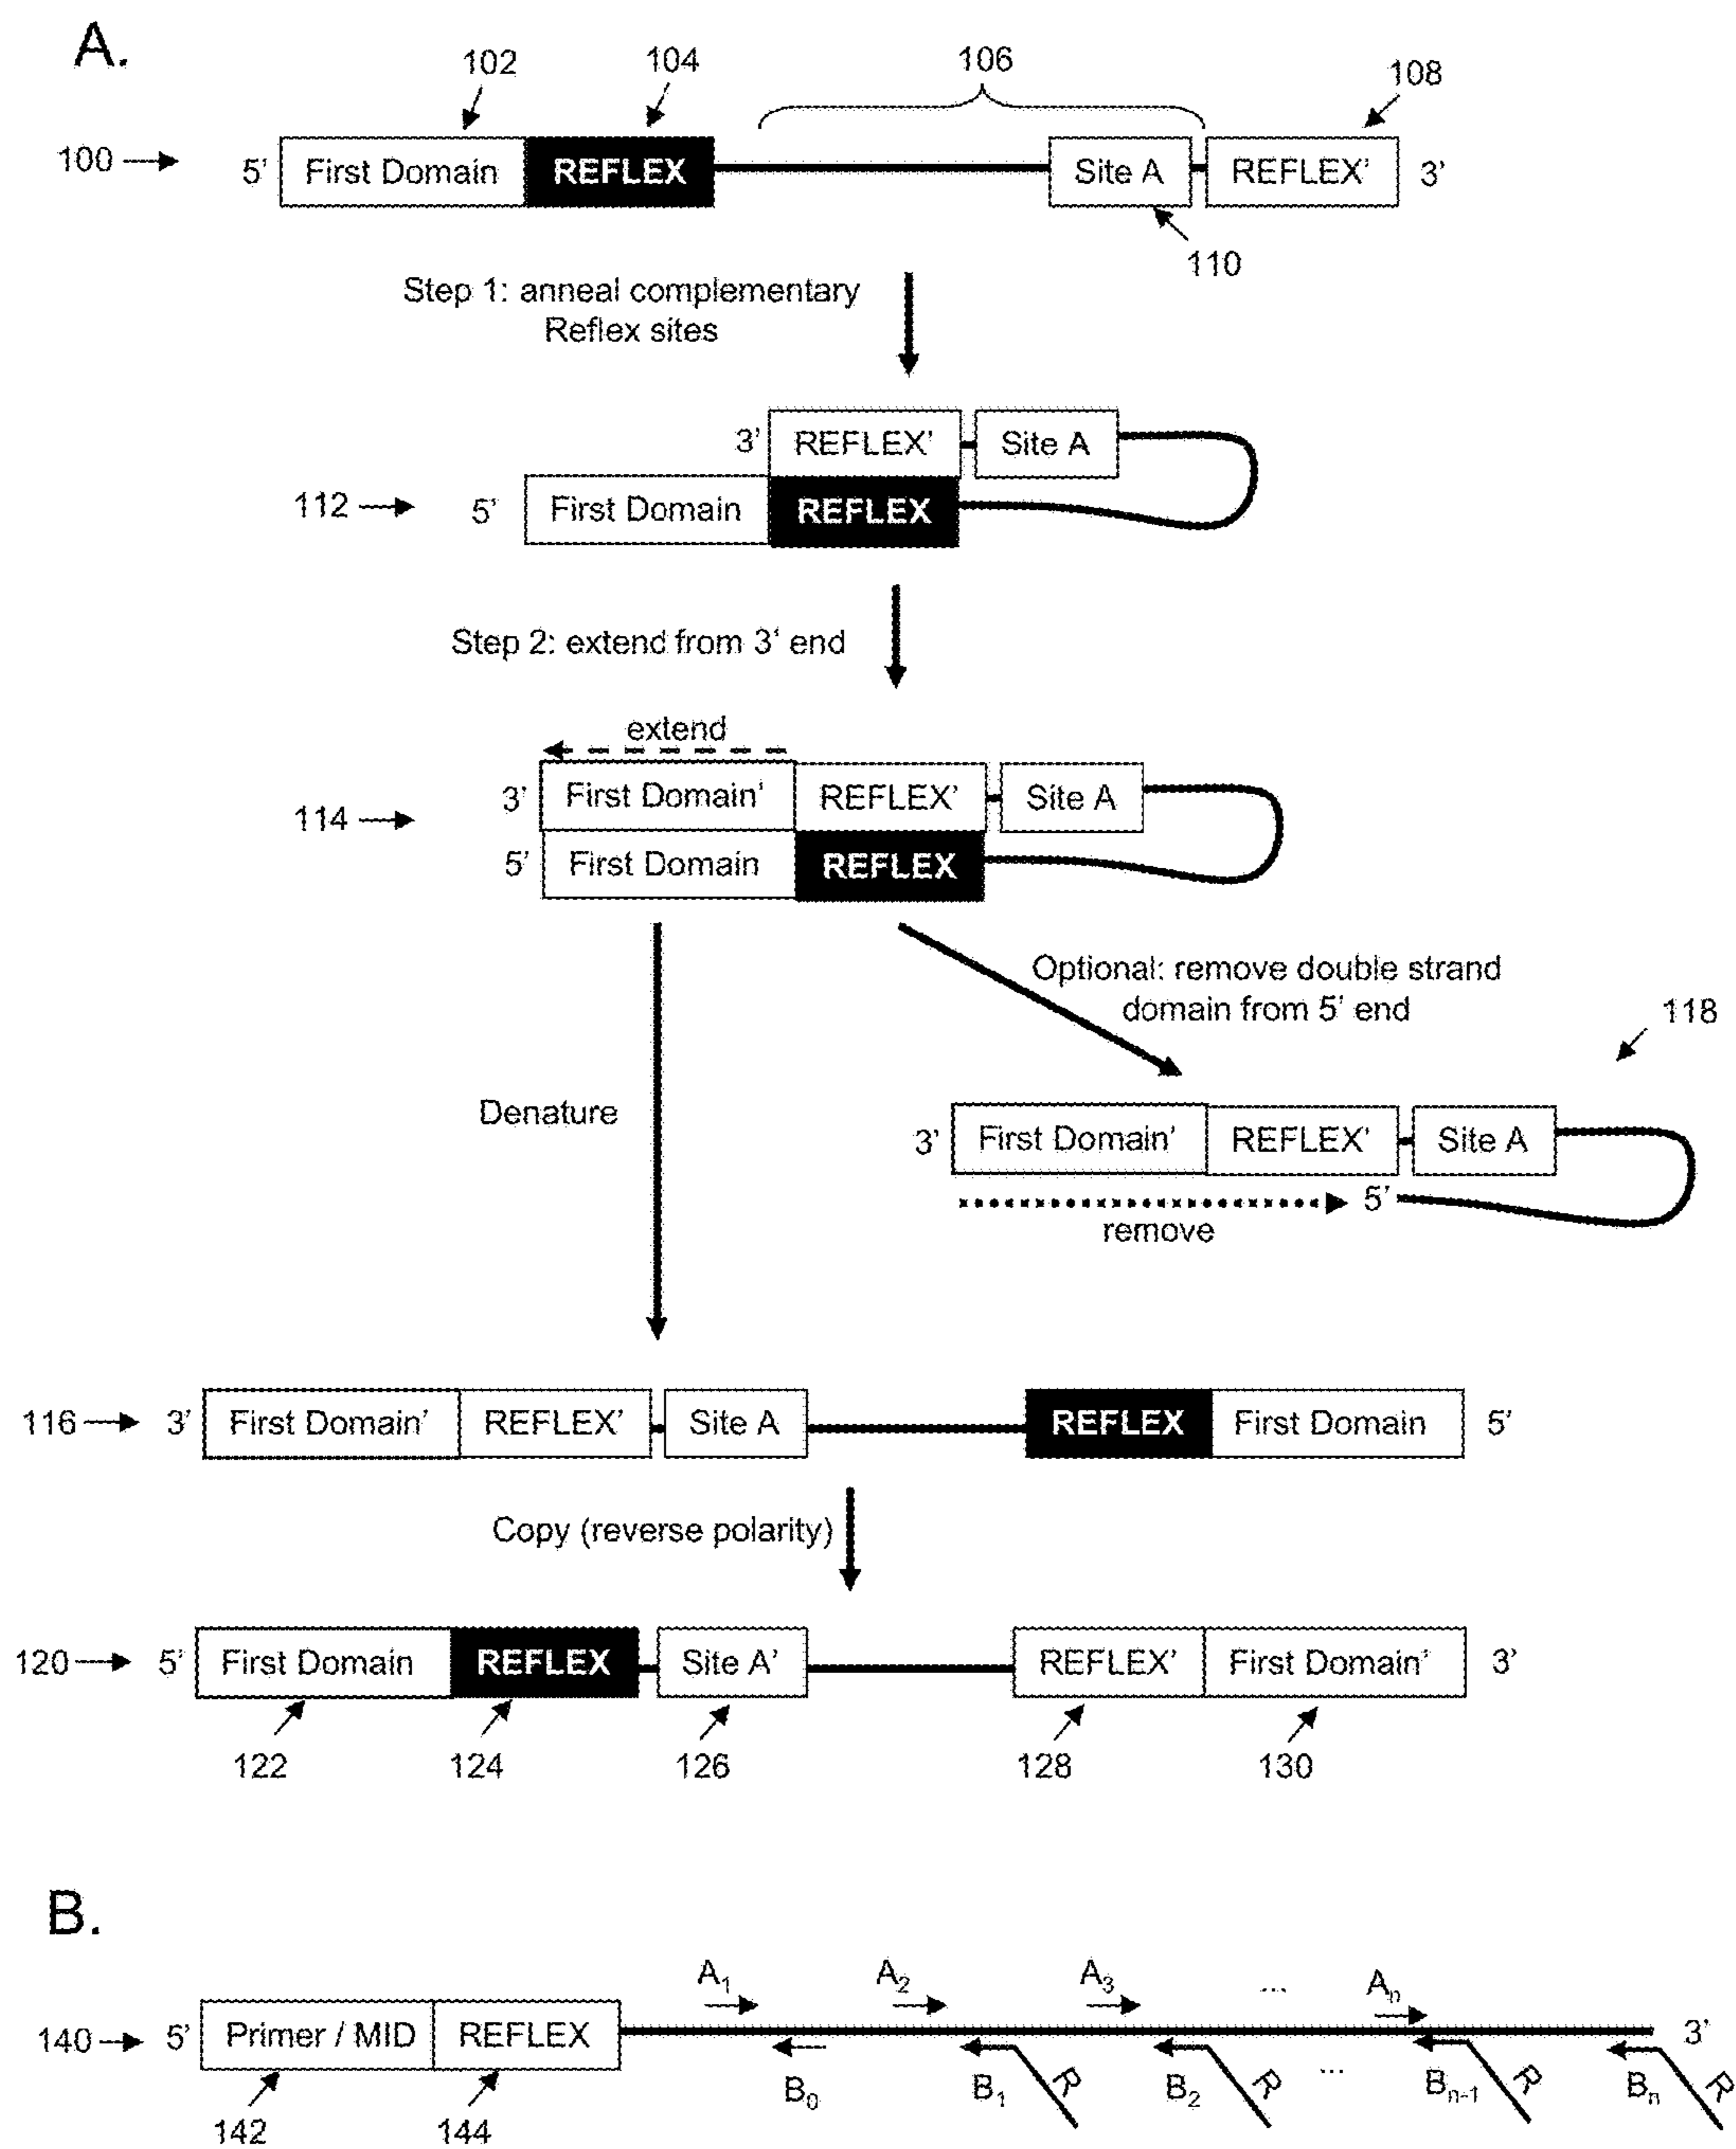 A.
102 104 106 108
100 5' First Domain REFLEX Site A REFLEX' 3'
110
Step 1: anneal complementary
Reflex sites
3' REFLEX' Site A
112 5' First Domain REFLEX
Step 2: extend from 3' end
extend
3' First Domain' REFLEX' Site A
114
5' First Domain REFLEX
Optional: remove double strand
domain from 5' end
118
Denature
3' First Domain' REFLEX' Site A
5'
remove
116 3' First Domain' REFLEX' Site A REFLEX First Domain 5'
Copy (reverse polarity)
120 5' First Domain REFLEX Site A' REFLEX' First Domain' 3'
122 124 126 128 130
B.
A1 A2 A3 ... An
140 5' Primer / MID REFLEX 3'
B0 B1 R B2 R ... Bn-1 R Bn R
142 144